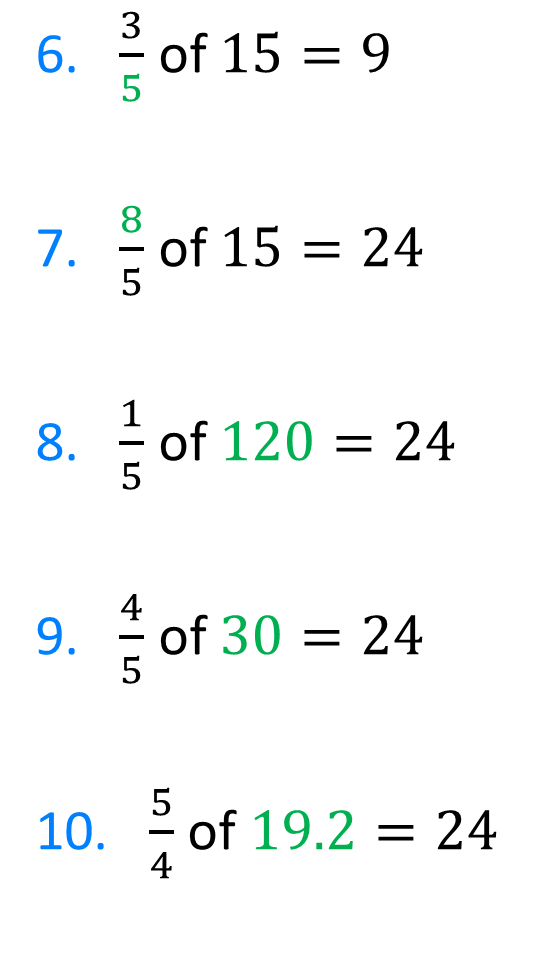 6. 3/5 of 15 = 9
7. 8/5 of 15 = 24
8. 1/5 of 120 = 24
9. 4/5 of 30 = 24
10. 5/4 of 19.2 = 24